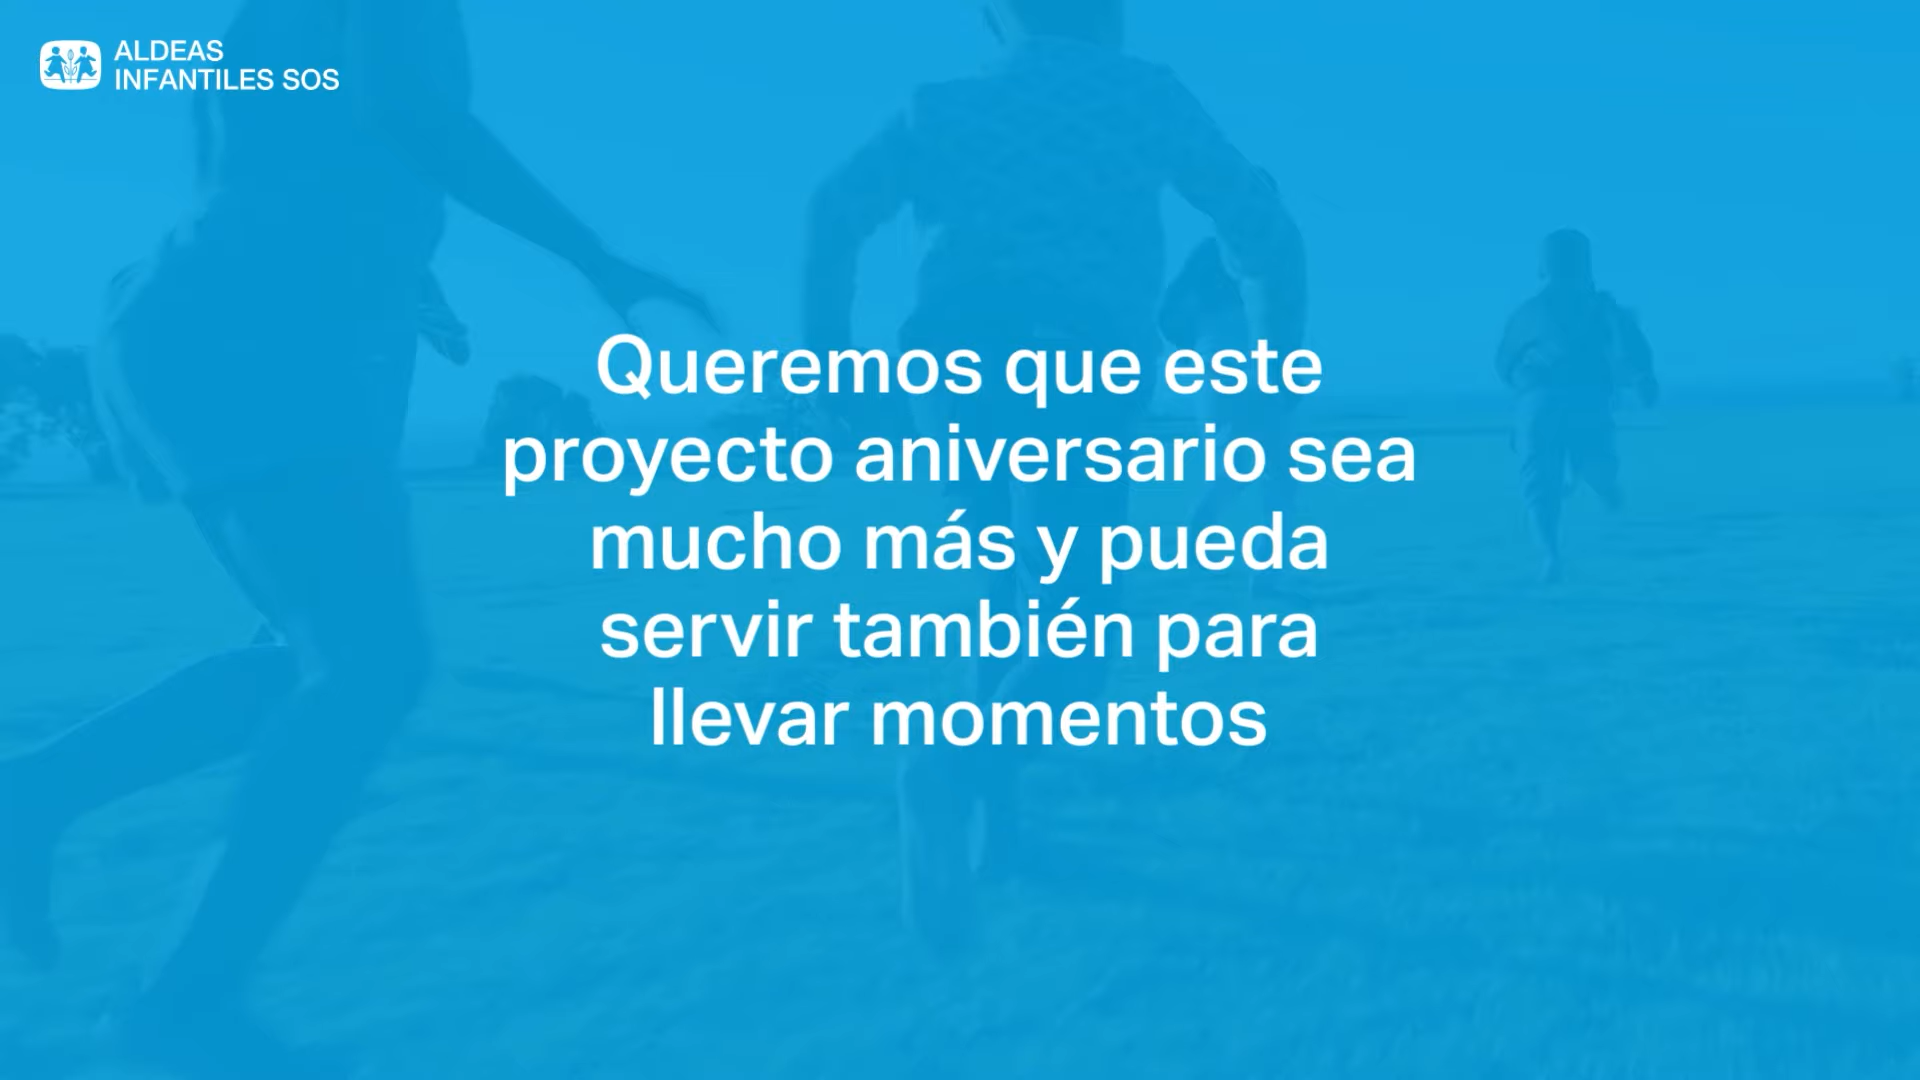 ALDEAS
INFANTILES SOS
Queremos que este
proyecto aniversario sea
mucho más y pueda
servir también para
llevar momentos